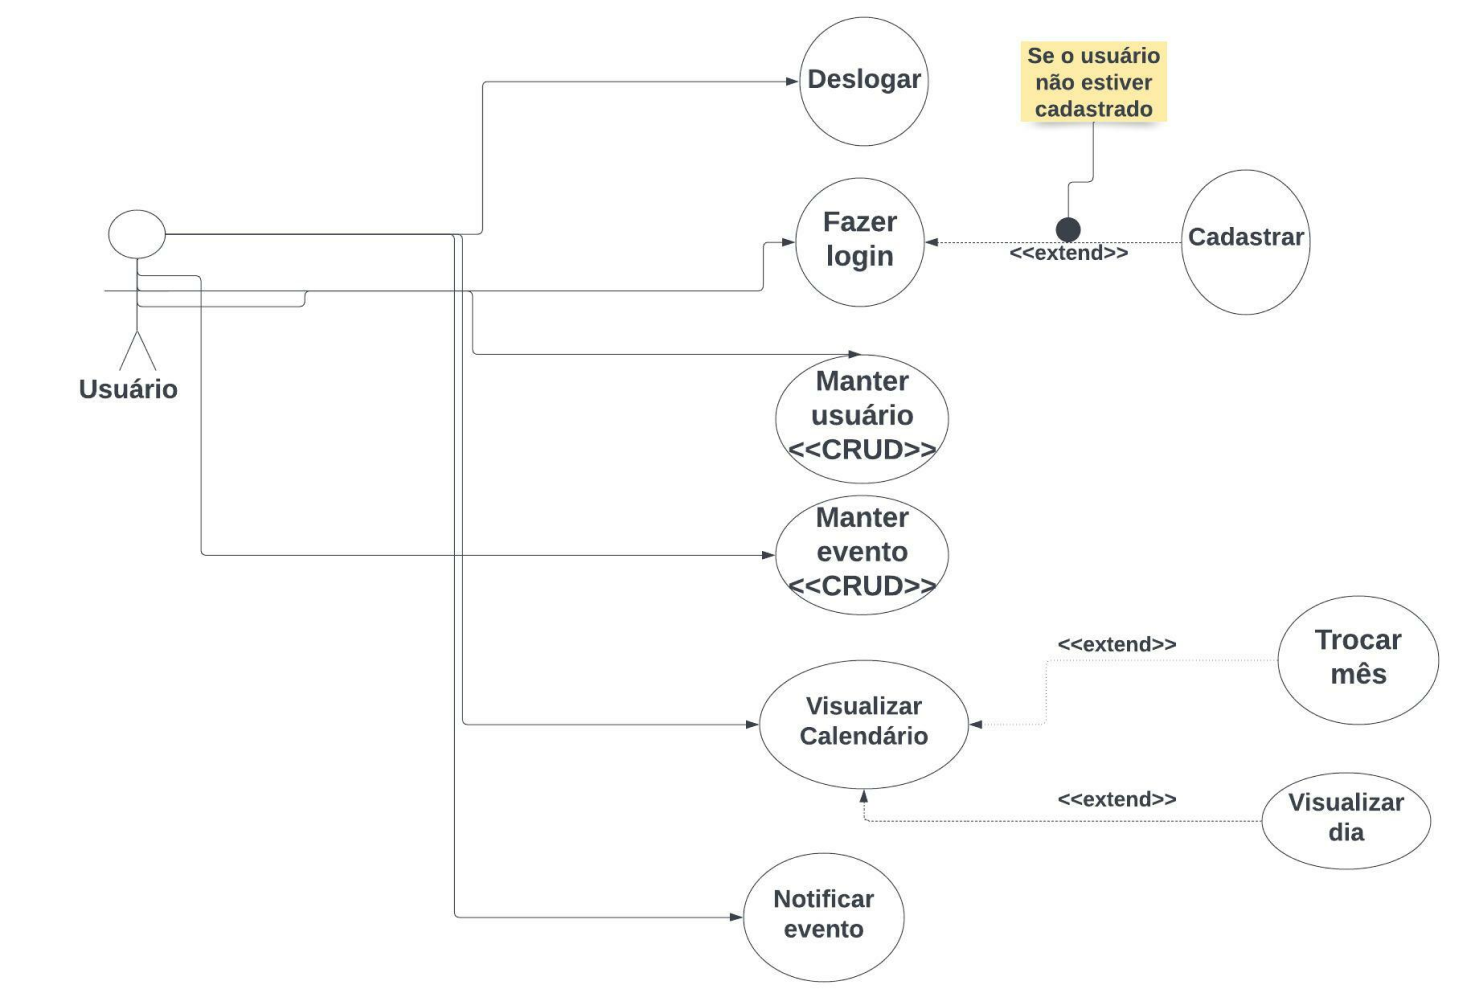 Deslogar
Se o usuário
não estiver
cadastrado
Fazer
login
<<extend>>
Cadastrar
Usuário
Manter
usuário
<<CRUD>>
Manter
evento
<<CRUD>>
<<extend>>
Trocar
mês
Visualizar
Calendário
<<extend>>
Visualizar
dia
Notificar
evento